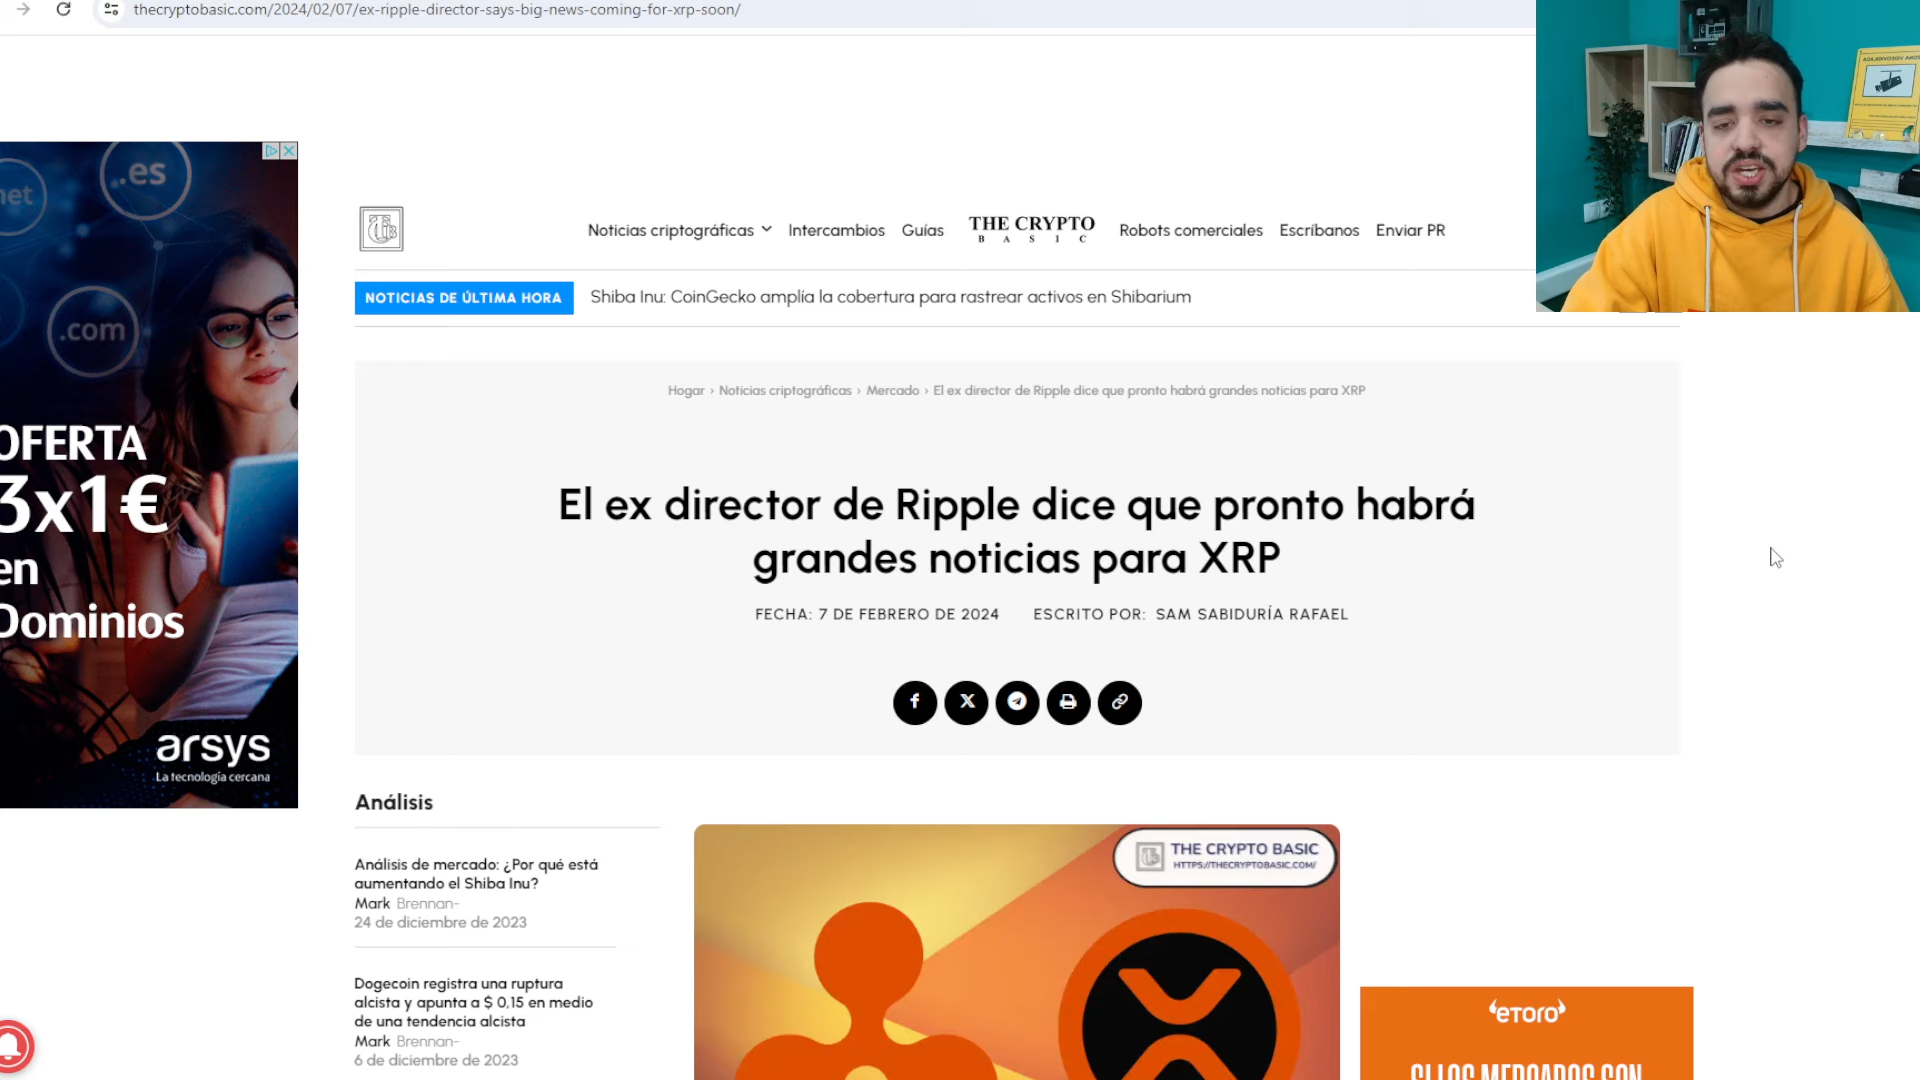 thecryptobasic.com/2024/02/07/ex-ripple-director-says-big-news-coming-for-xrp-soon/
.es
net
.com
OFERTA
3x1€
en
Dominios
arsys
La tecnología cercana
Noticias criptográficas
Intercambios
Guías
THE CRYPTO
BASIC
Robots comerciales
Escríbanos
Enviar PR
NOTICIAS DE ÚLTIMA HORA
Shiba Inu: CoinGecko amplía la cobertura para rastrear activos en Shibarium
Hogar › Noticias criptográficas › Mercado › El ex director de Ripple dice que pronto habrá grandes noticias para XRP
El ex director de Ripple dice que pronto habrá
grandes noticias para XRP
FECHA: 7 DE FEBRERO DE 2024
ESCRITO POR: SAM SABIDURÍA RAFAEL
Análisis
Análisis de mercado: ¿Por qué está
aumentando el Shiba Inu?
Mark Brennan-
24 de diciembre de 2023
Dogecoin registra una ruptura
alcista y apunta a $ 0,15 en medio
de una tendencia alcista
Mark Brennan-
6 de diciembre de 2023
THE CRYPTO BASIC
HTTPS://THECRYPTOBASIC.COM/
eToro
SI LOS MERCADOS SON